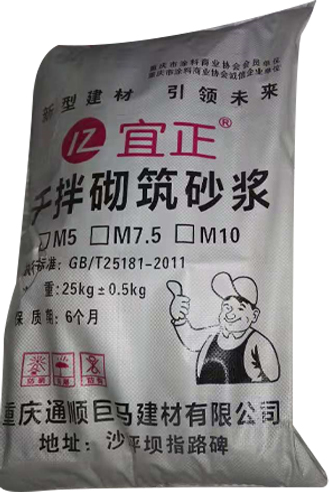 重庆市涂料商业协会会员单位
重庆市涂料商业协会诚信企业单位
新型建材 引领未来
宜正®
干拌砌筑砂浆
□M5 □M7.5 □M10
执行标准：GB/T25181-2011
重:25kg±0.5kg
保质期：6个月
重庆通顺巨马建材有限公司
地址：沙坪坝指路碑